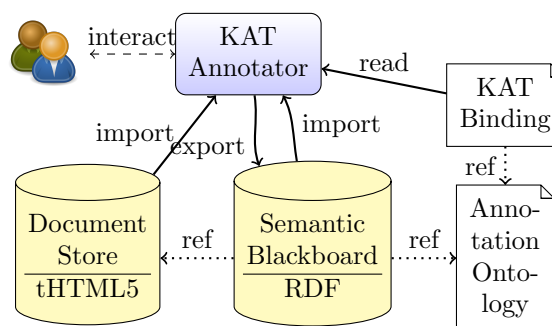 interact
KAT
Annotator
read
KAT
Binding
import
export
import
ref
Document
Store
tHTML5
ref
Semantic
Blackboard
RDF
ref
Anno-
tation
Onto-
logy